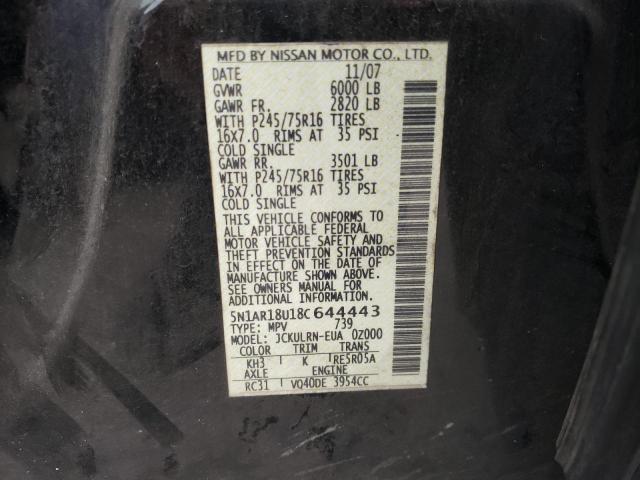 MFD BY NISSAN MOTOR CO., LTD.
DATE 11/07
GVWR 6000 LB
GAWR FR. 2820 LB
WITH P245/75R16 TIRES
16X7.0 RIMS AT 35 PSI
COLD SINGLE
GAWR RR. 3501 LB
WITH P245/75R16 TIRES
16X7.0 RIMS AT 35 PSI
COLD SINGLE
THIS VEHICLE CONFORMS TO
ALL APPLICABLE FEDERAL
MOTOR VEHICLE SAFETY AND
THEFT PREVENTION STANDARDS
IN EFFECT ON THE DATE OF
MANUFACTURE SHOWN ABOVE.
SEE OWNERS MANUAL FOR
ADDITIONAL INFORMATION.
5N1AR18U18C644443
TYPE: MPV 739
MODEL: JCKULRN-EUA 0Z000
COLOR TRIM TRANS
KH3 K RE5R05A
AXLE ENGINE
RC31 VQ40DE 3954CC